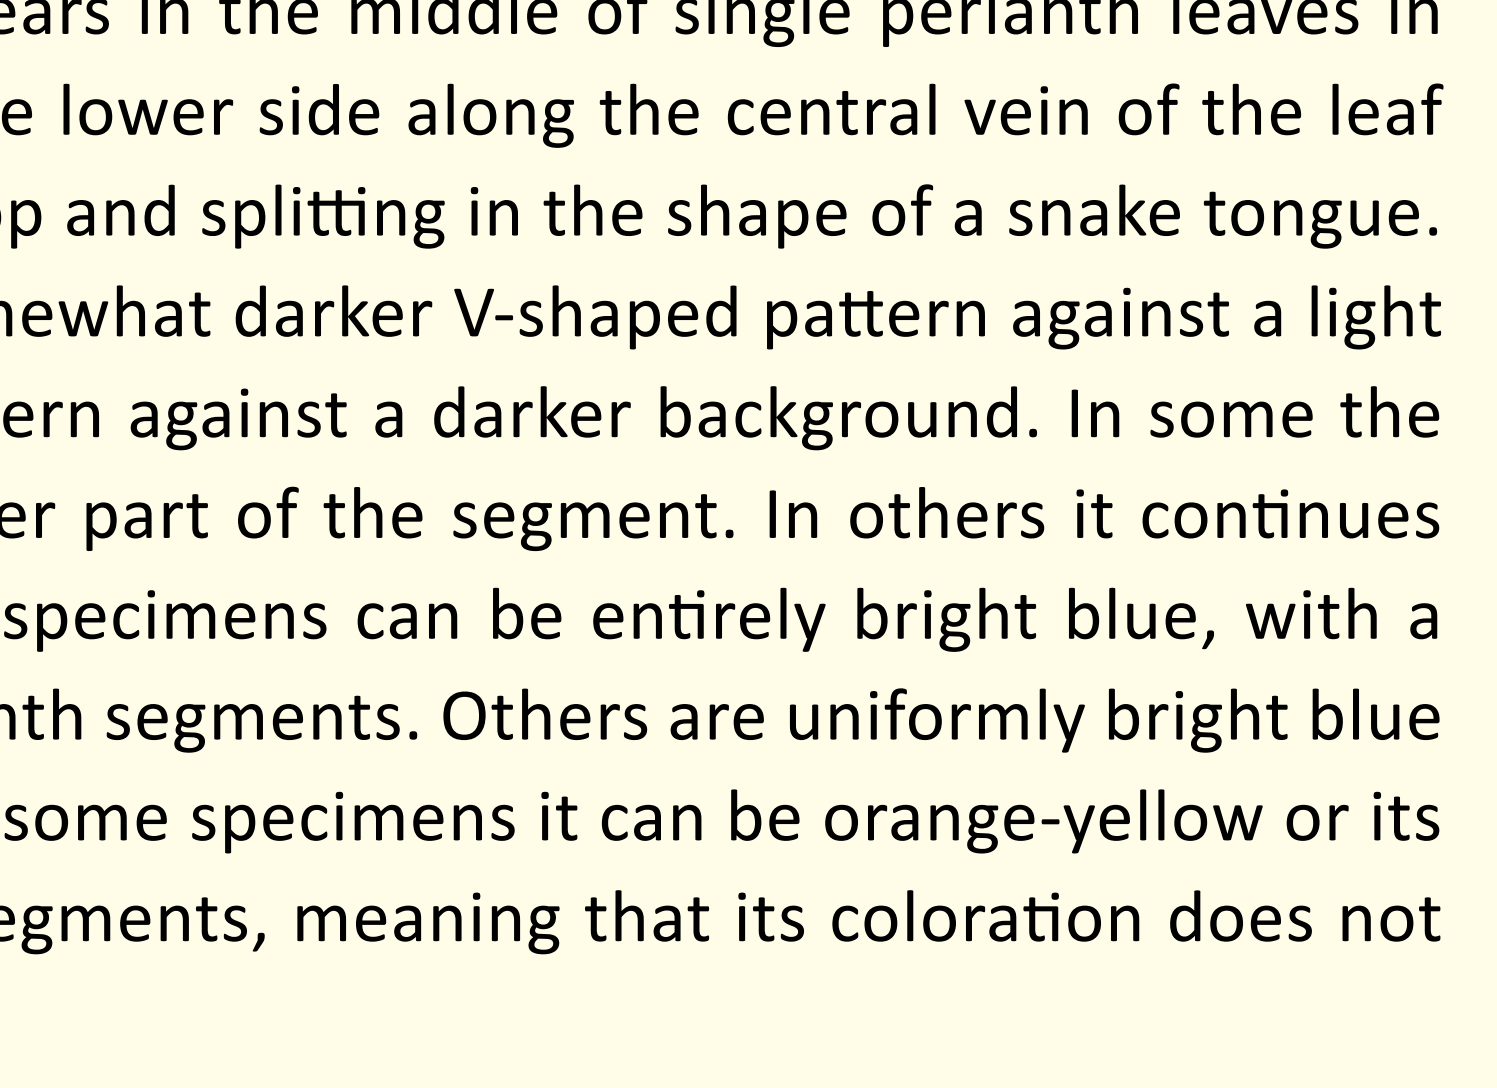 ears in the middle of single perianth leaves in
e lower side along the central vein of the leaf
op and splitting in the shape of a snake tongue.
mewhat darker V-shaped pattern against a light
ern against a darker background. In some the
er part of the segment. In others it continues
specimens can be entirely bright blue, with a
nth segments. Others are uniformly bright blue
some specimens it can be orange-yellow or its
egments, meaning that its coloration does not